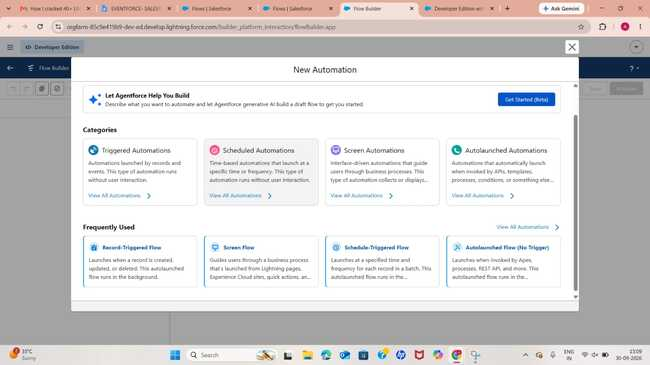 How I cracked 40+ LP
EVENTFORCE- SALESF
Flows | Salesforce
Flows | Salesforce
Flow Builder
Developer Edition wi
Ask Gemini
orgfarm-85c9e419b9-dev-ed.develop.lightning.force.com/builder_platform_interaction/flowBuilder.app
Developer Edition
Flow Builder
New Automation
Let Agentforce Help You Build
Describe what you want to automate and let Agentforce generative AI build a draft flow to get you started.
Get Started (Beta)
Categories
Triggered Automations
Automations launched by records and events. This type of automation runs without user interaction.
View All Automations
Scheduled Automations
Time-based automations that launch at a specific time or frequency. This type of automation runs without user interaction.
View All Automations
Screen Automations
Interface-driven automations that guide users through business processes. This type of automation collects or displays...
View All Automations
Autolaunched Automations
Automations that automatically launch when invoked by APIs, templates, processes, conditions, or something else...
View All Automations
Frequently Used
View All Automations
Record-Triggered Flow
Launches when a record is created, updated, or deleted. This autolaunched flow runs in the background.
Screen Flow
Guides users through a business process that's launched from Lightning pages, Experience Cloud sites, quick actions, an...
Schedule-Triggered Flow
Launches at a specified time and frequency for each record in a batch. This autolaunched flow runs in the...
Autolaunched Flow (No Trigger)
Launches when invoked by Apex, processes, REST API, and more. This autolaunched flow runs in the...
33°C
Sunny
Search
ENG
IN
13:09